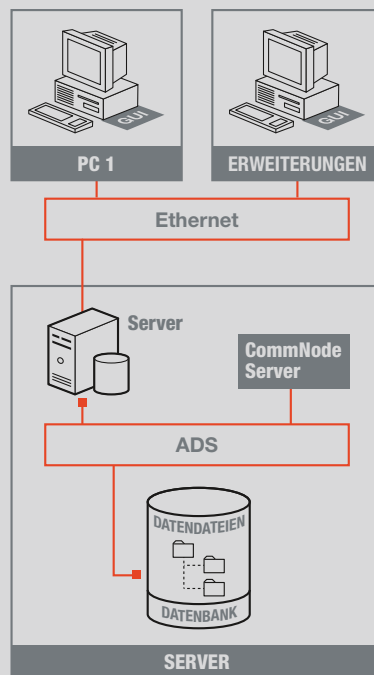 GUI
GUI
PC 1
ERWEITERUNGEN
Ethernet
Server
CommNode
Server
ADS
DATENDATEIEN
DATENBANK
SERVER